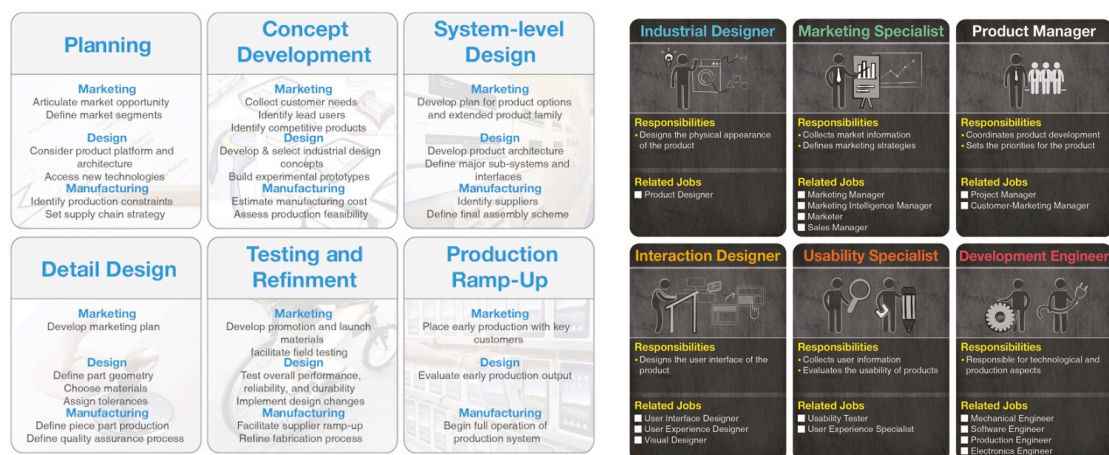 Planning
Marketing
Articulate market opportunity
Define market segments
Design
Consider product platform and
architecture
Access new technologies
Manufacturing
Identify production constraints
Set supply chain strategy
Concept
Development
Marketing
Collect customer needs
Identify lead users
Identify competitive products
Design
Develop & select industrial design
concepts
Build experimental prototypes
Manufacturing
Estimate manufacturing cost
Assess production feasibility
System-level
Design
Marketing
Develop plan for product options
and extended product family
Design
Develop product architecture
Define major sub-systems and
interfaces
Manufacturing
Identify suppliers
Define final assembly scheme
Detail Design
Marketing
Develop marketing plan
Design
Define part geometry
Choose materials
Assign tolerances
Manufacturing
Define piece part production
Define quality assurance process
Testing and
Refinment
Marketing
Develop promotion and launch
materials
facilitate field testing
Design
Test overall performance,
reliability, and durability
Implement design changes
Manufacturing
Facilitate supplier ramp-up
Refine fabrication process
Production
Ramp-Up
Marketing
Place early production with key
customers
Design
Evaluate early production output
Manufacturing
Begin full operation of
production system
Industrial Designer
Responsibilities
• Designs the physical appearance
of the product
Related Jobs
Product Designer
Marketing Specialist
Responsibilities
• Collects market information
• Defines marketing strategies
Related Jobs
Marketing Manager
Marketing Intelligence Manager
Marketer
Sales Manager
Product Manager
Responsibilities
• Coordinates product development
• Sets the priorities for the product
Related Jobs
Project Manager
Customer-Marketing Manager
Interaction Designer
Responsibilities
• Designs the user interface of the
product
Related Jobs
User Interface Designer
User Experience Designer
Visual Designer
Usability Specialist
Responsibilities
• Collects user information
• Evaluates the usability of products
Related Jobs
Usability Tester
User Experience Specialist
Development Engineer
Responsibilities
• Responsible for technological and
production aspects
Related Jobs
Mechanical Engineer
Software Engineer
Production Engineer
Electronics Engineer